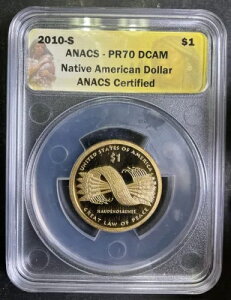 2010-S $1
ANACS - PR70 DCAM
Native American Dollar
ANACS Certified
UNITED STATES OF AMERICA
$1
HAUDENOSAUNEE
GREAT LAW OF PEACE